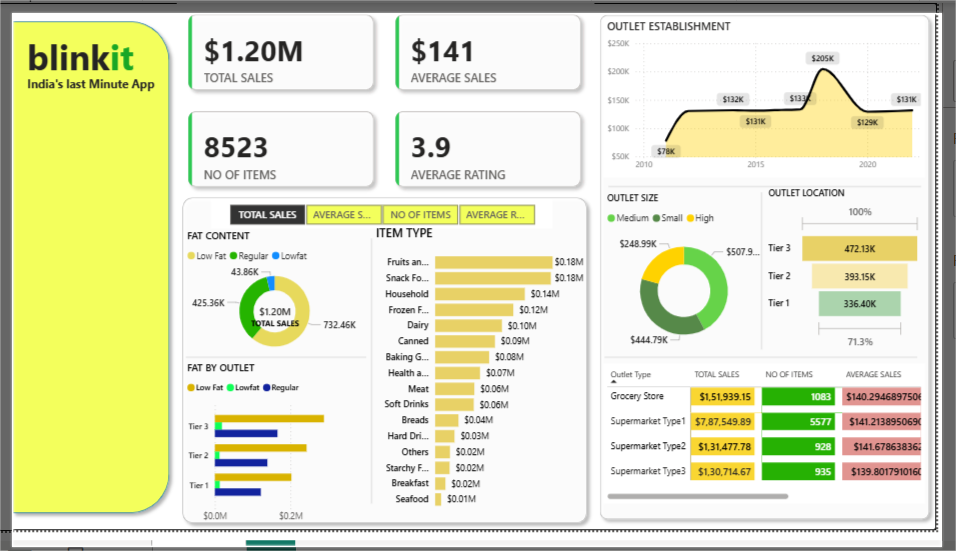 blinkit
India's last Minute App
$1.20M
TOTAL SALES
$141
AVERAGE SALES
8523
NO OF ITEMS
3.9
AVERAGE RATING
TOTAL SALES
AVERAGE S...
NO OF ITEMS
AVERAGE R...
FAT CONTENT
Low Fat Regular Lowfat
43.86K
425.36K
$1.20M
TOTAL SALES
732.46K
FAT BY OUTLET
Low Fat Lowfat Regular
Tier 3
Tier 2
Tier 1
$0.0M $0.2M
ITEM TYPE
Fruits an... $0.18M
Snack Fo... $0.18M
Household $0.14M
Frozen F... $0.12M
Dairy $0.10M
Canned $0.09M
Baking G... $0.08M
Health a... $0.07M
Meat $0.06M
Soft Drinks $0.06M
Breads $0.04M
Hard Dri... $0.03M
Others $0.02M
Starchy F... $0.02M
Breakfast $0.02M
Seafood $0.01M
OUTLET ESTABLISHMENT
$250K
$200K
$150K
$100K
$50K
$78K
$132K
$131K
$133K
$205K
$129K
$131K
2010 2015 2020
OUTLET SIZE
Medium Small High
$248.99K
$507.9...
$444.79K
OUTLET LOCATION
100%
Tier 3 472.13K
Tier 2 393.15K
Tier 1 336.40K
71.3%
Outlet Type TOTAL SALES NO OF ITEMS AVERAGE SALES
Grocery Store $1,51,939.15 1083 $140.294689750
Supermarket Type1 $7,87,549.89 5577 $141.213895069
Supermarket Type2 $1,31,477.78 928 $141.678638362
Supermarket Type3 $1,30,714.67 935 $139.801791016